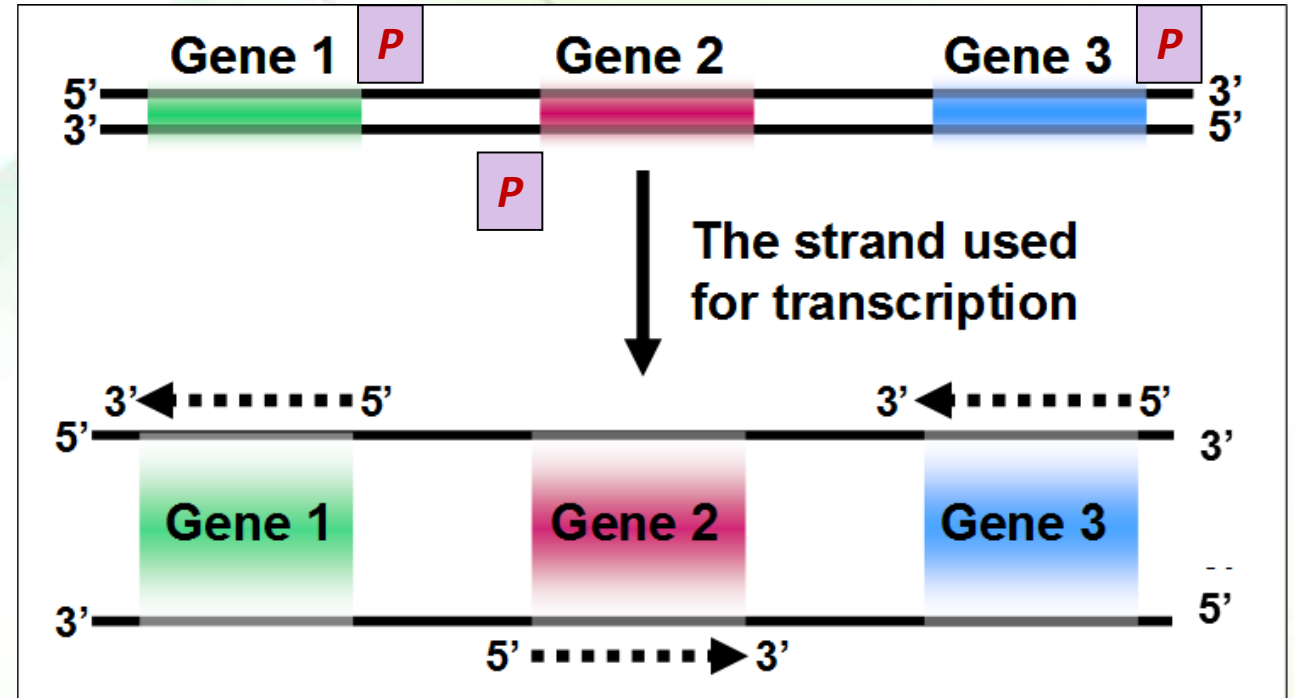 Gene 1 P Gene 2 Gene 3 P
5’ 3’
3’ 5’
P
The strand used
for transcription
3’ 5’ 3’ 5’
5’ 3’
Gene 1 Gene 2 Gene 3
- -
3’ 5’
5’ 3’